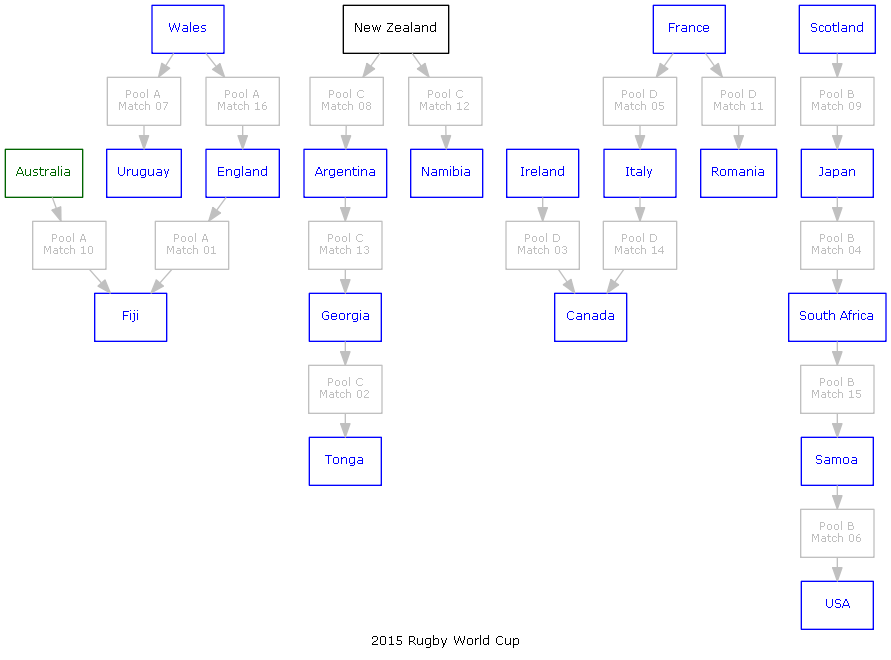 Wales
New Zealand
France
Scotland
Pool A
Match 07
Pool A
Match 16
Pool C
Match 08
Pool C
Match 12
Pool D
Match 05
Pool D
Match 11
Pool B
Match 09
Australia
Uruguay
England
Argentina
Namibia
Ireland
Italy
Romania
Japan
Pool A
Match 10
Pool A
Match 01
Pool C
Match 13
Pool D
Match 03
Pool D
Match 14
Pool B
Match 04
Fiji
Georgia
Canada
South Africa
Pool C
Match 02
Pool B
Match 15
Tonga
Samoa
Pool B
Match 06
USA
2015 Rugby World Cup